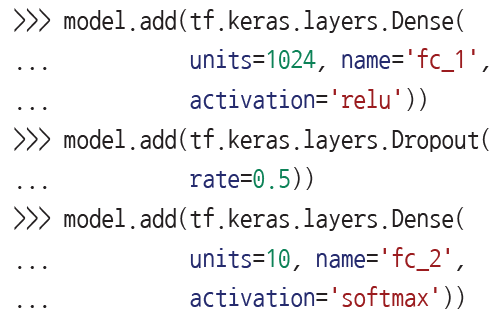 >>> model.add(tf.keras.layers.Dense(
...           units=1024, name='fc_1',
...           activation='relu'))
>>> model.add(tf.keras.layers.Dropout(
...           rate=0.5))
>>> model.add(tf.keras.layers.Dense(
...           units=10, name='fc_2',
...           activation='softmax'))